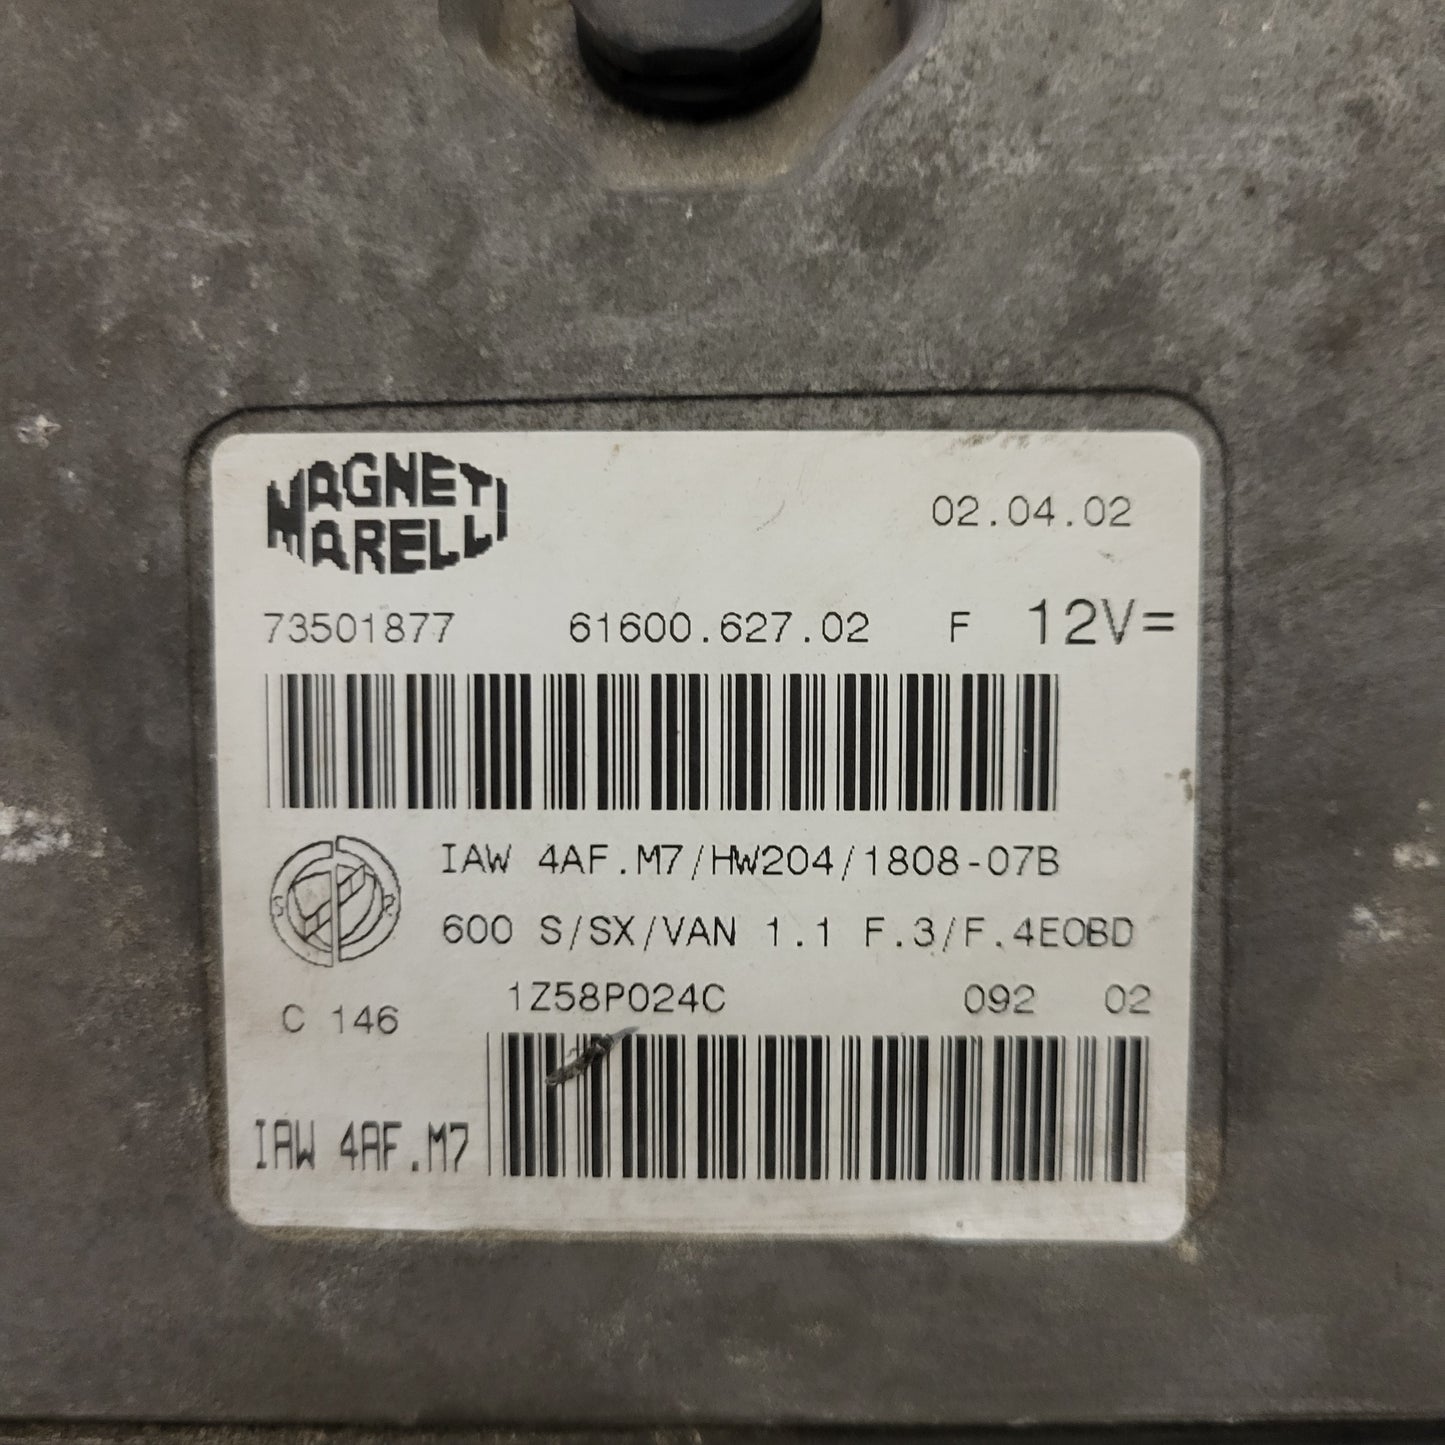 MAGNETI
MARELLI
02.04.02
73501877 61600.627.02 F 12V=
IAW 4AF.M7/HW204/1808-07B
S R
600 S/SX/VAN 1.1 F.3/F.4EOBD
1Z58P024C 092 02
C 146
IAW 4AF.M7